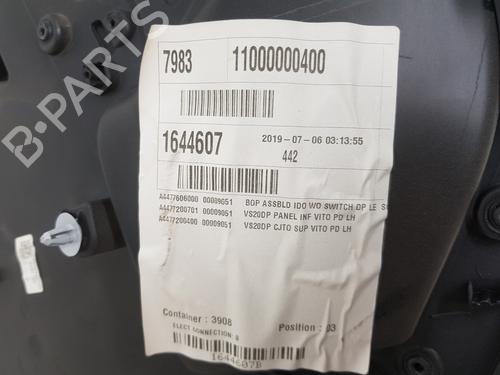 7983 11000000400
1644607 2019-07-06 03:13:55
442
A4477606000 00009051 BOP ASSBLD IDO WO SWITCH DP LE
A4477200701 00009051 VS20DP PANEL INF VITO PD LH
A4477200400 00009051 VS20DP CJTO SUP VITO PD LH
Container : 3908 Position : 03
ELECT CONNECTION:
1644607B
B-PARTS